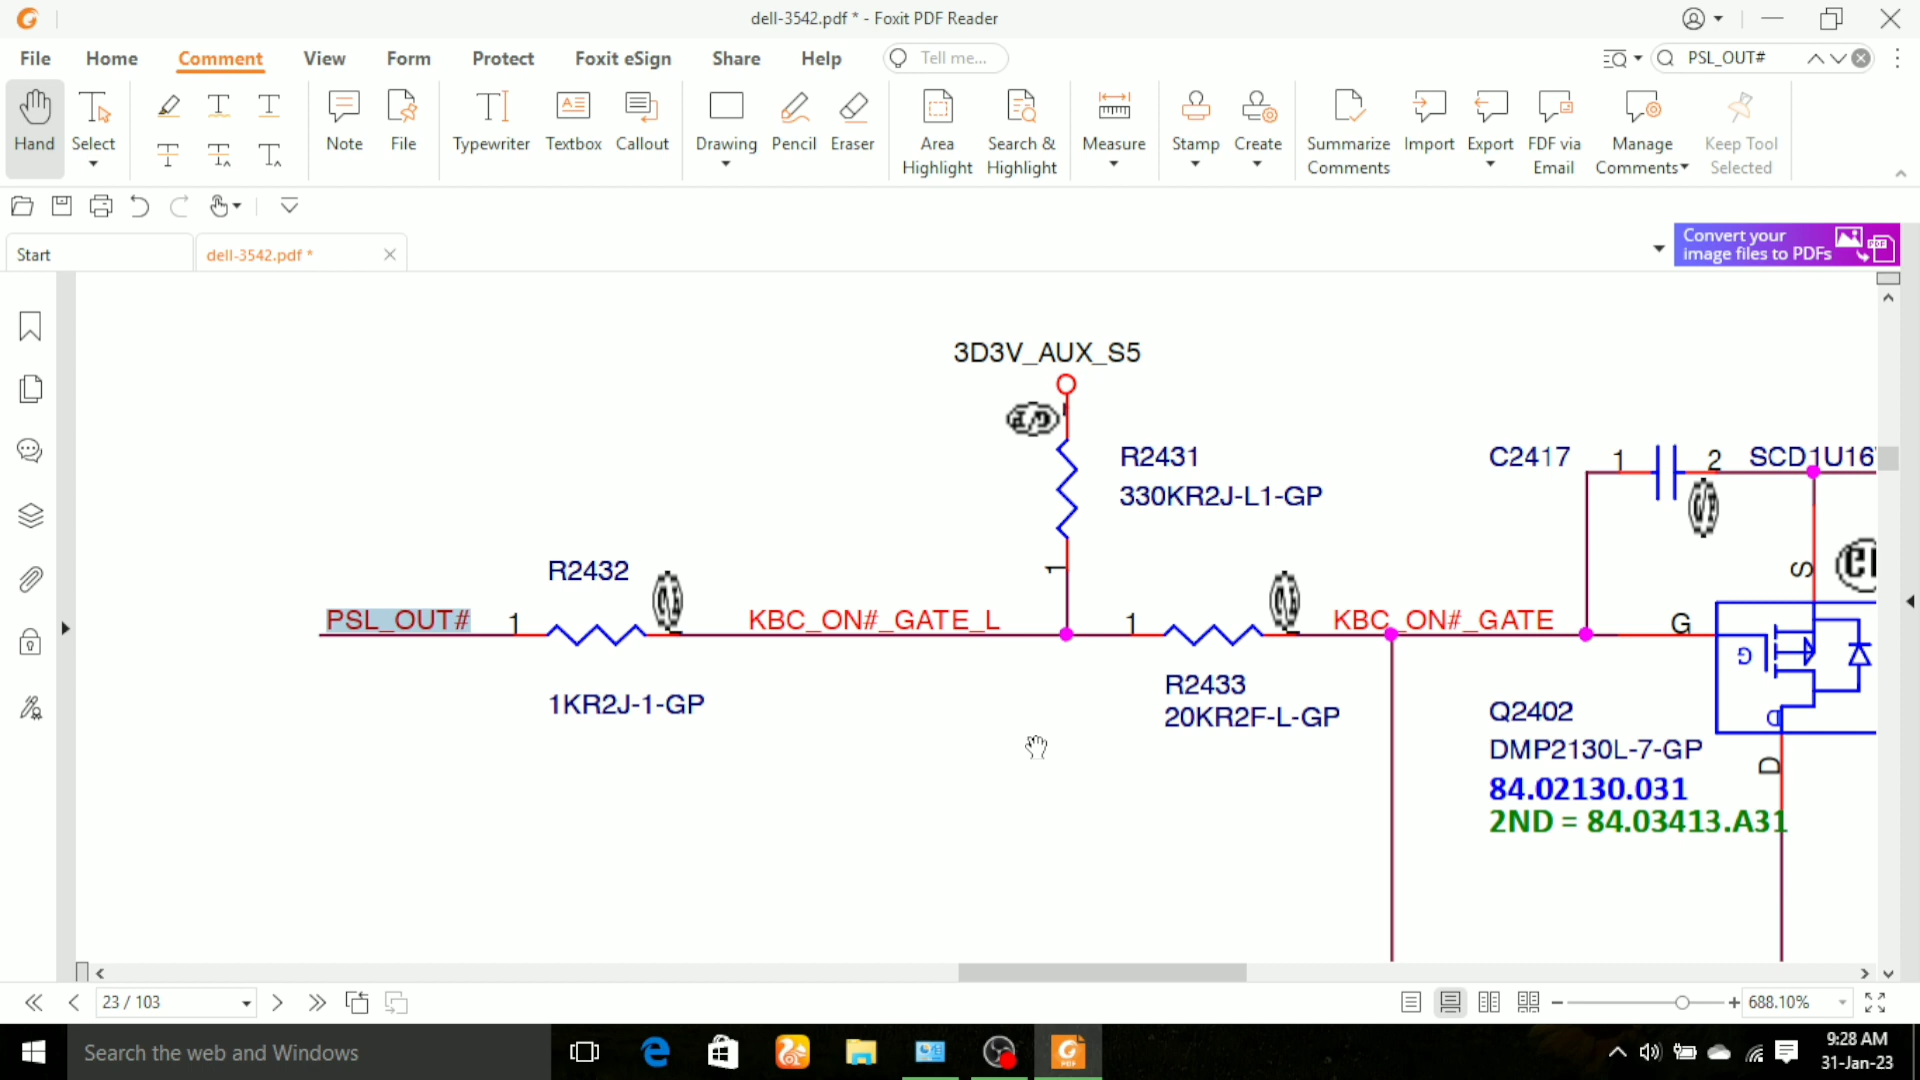 dell-3542.pdf * - Foxit PDF Reader
File
Home
Comment
View
Form
Protect
Foxit eSign
Share
Help
Tell me...
PSL_OUT#
Hand
Select
Note
File
Typewriter
Textbox
Callout
Drawing
Pencil
Eraser
Area
Highlight
Search &
Highlight
Measure
Stamp
Create
Summarize
Comments
Import
Export
FDF via
Email
Manage
Comments
Keep Tool
Selected
Start
dell-3542.pdf *
Convert your
image files to PDFs
3D3V_AUX_S5
R2431
330KR2J-L1-GP
1
C2417
1
2
SCD1U16
S
R2432
PSL_OUT#
1
KBC_ON#_GATE_L
1
KBC_ON#_GATE
G
G
D
1KR2J-1-GP
R2433
20KR2F-L-GP
Q2402
DMP2130L-7-GP
84.02130.031
2ND = 84.03413.A31
D
23 / 103
688.10%
Search the web and Windows
9:28 AM
31-Jan-23